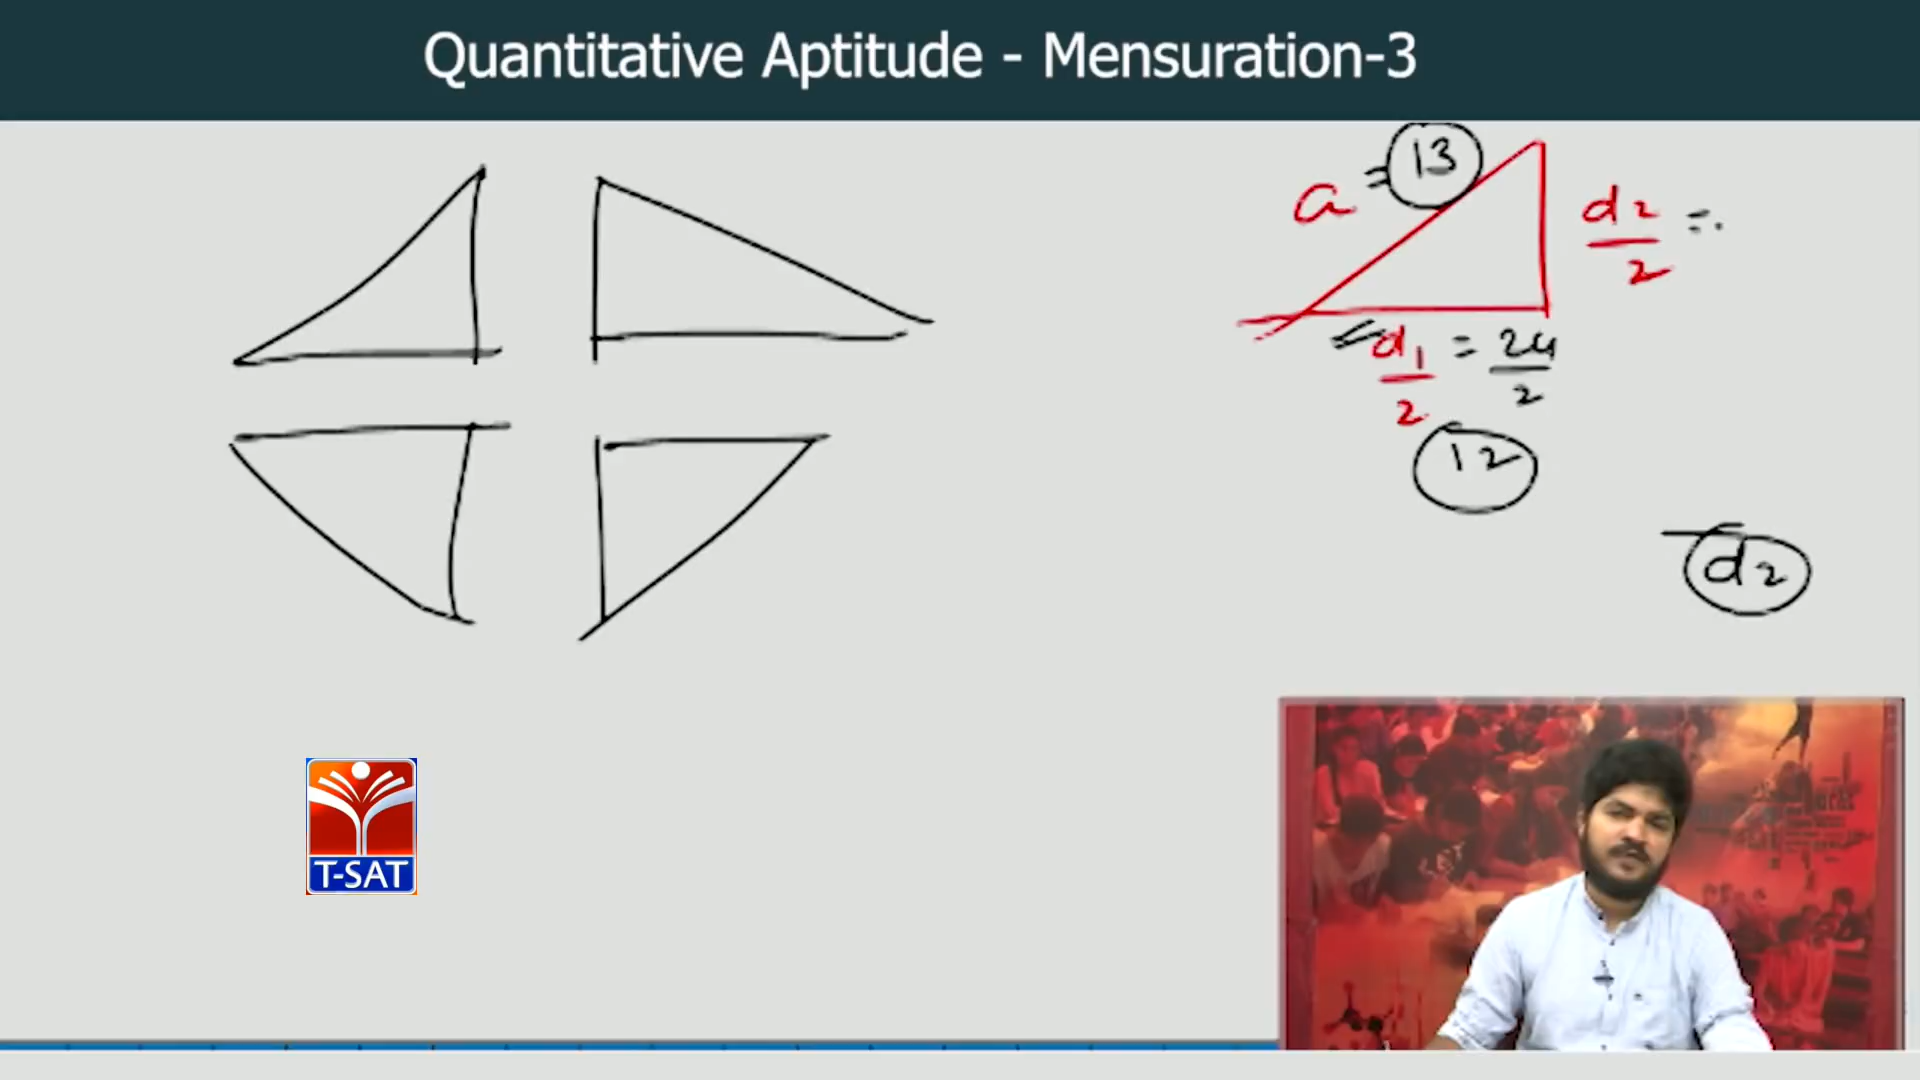 Quantitative Aptitude - Mensuration-3
a = 13
d2/2 =
d1/2 = 24/2
12
d2
T-SAT